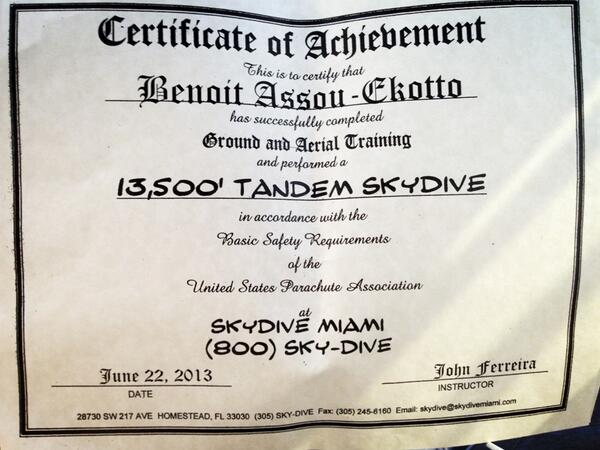 Certificate of Achievement
This is to certify that
Benoit Assou-Ekotto
has successfully completed
Ground and Aerial Training
and performed a
13,500' TANDEM SKYDIVE
in accordance with the
Basic Safety Requirements
of the
United States Parachute Association
at
SKYDIVE MIAMI
(800) SKY-DIVE
June 22, 2013
John Ferreira
DATE
INSTRUCTOR
28730 SW 217 AVE HOMESTEAD, FL 33030 (305) SKY-DIVE Fax: (305) 245-6160 Email: skydive@skydivemiami.com